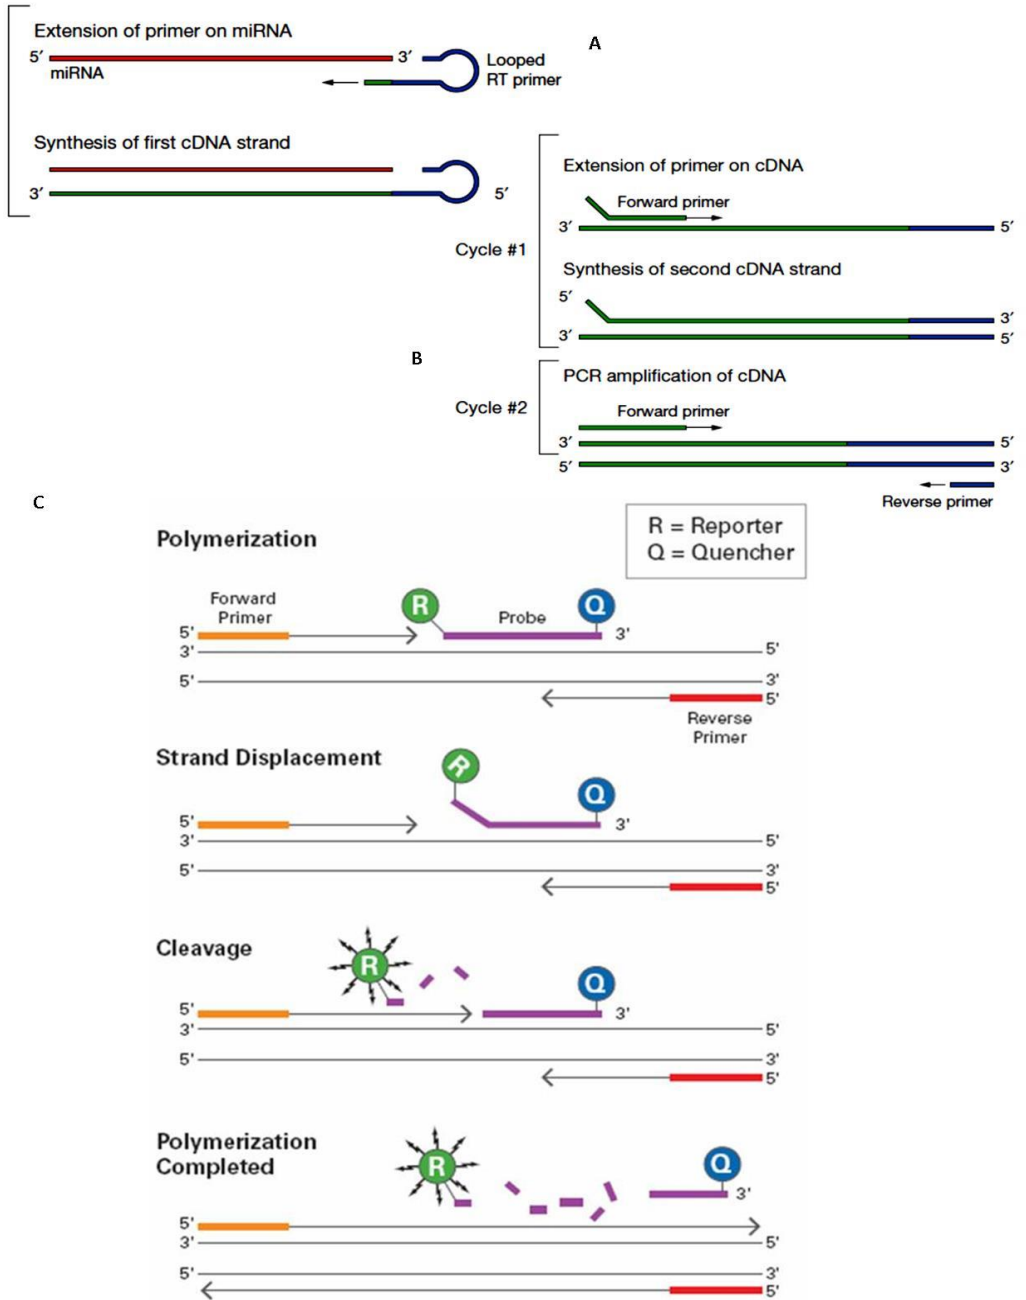 A
Extension of primer on miRNA
5′ 3′
miRNA
Looped
RT primer
Synthesis of first cDNA strand
3′ 5′
Cycle #1
Extension of primer on cDNA
Forward primer
3′ 5′
Synthesis of second cDNA strand
5′ 3′
3′ 5′
B
Cycle #2
PCR amplification of cDNA
Forward primer
3′ 5′
5′ 3′
Reverse primer
C
R = Reporter
Q = Quencher
Polymerization
Forward
Primer
R Probe Q
5' 3'
3' 5'
5' 3'
5'
Reverse
Primer
Strand Displacement
R Q
5' 3'
3' 5'
5' 3'
5'
Cleavage
R Q
5' 3'
3' 5'
5' 3'
5'
Polymerization
Completed
R Q
3'
5'
3' 5'
5' 3'
5'